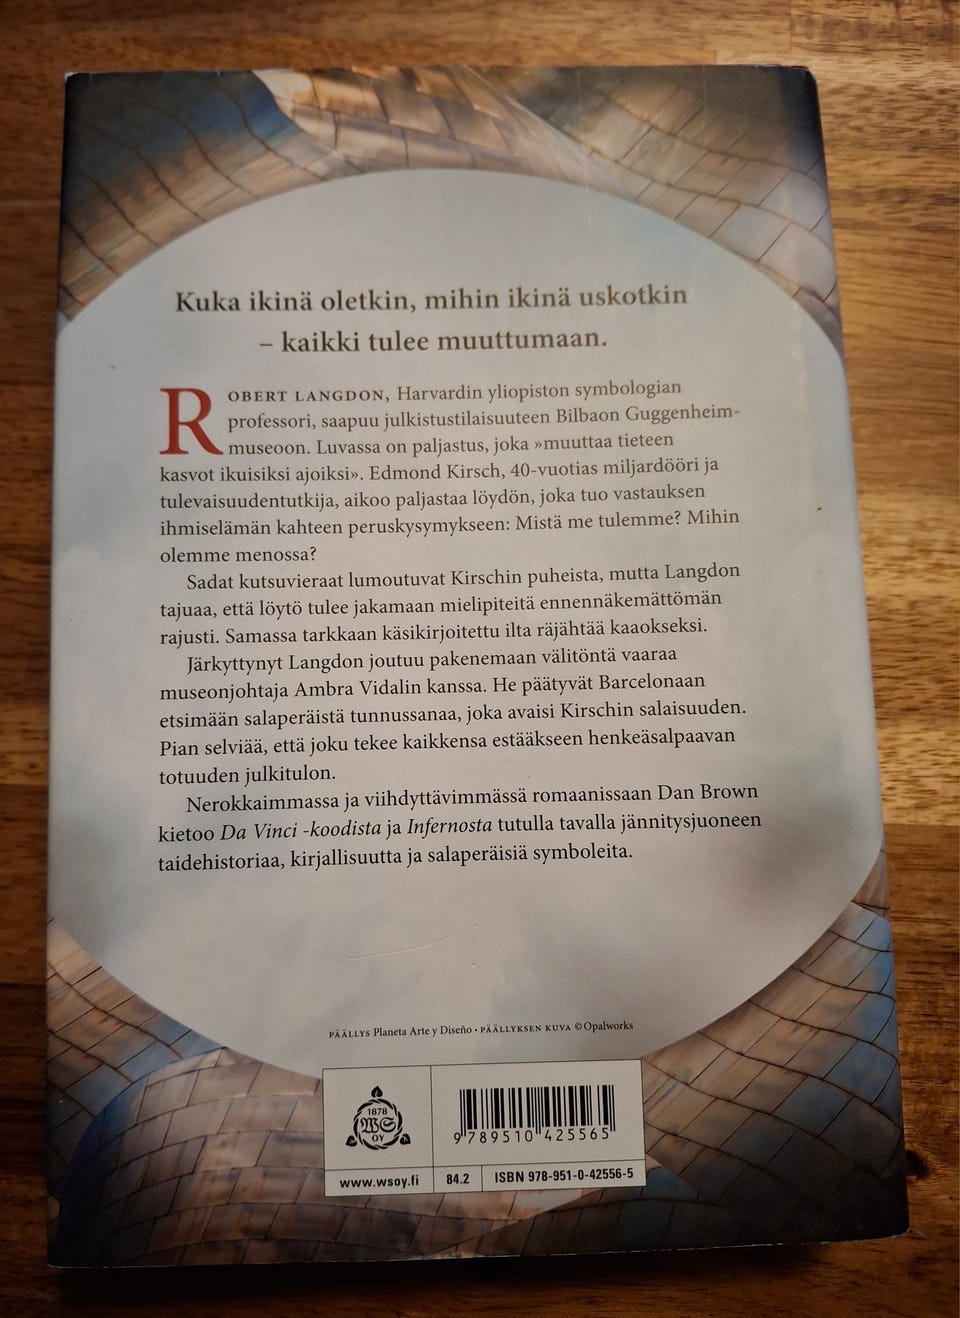 Kuka ikinä oletkin, mihin ikinä uskotkin
– kaikki tulee muuttumaan.
ROBERT LANGDON, Harvardin yliopiston symbologian
professori, saapuu julkistustilaisuuteen Bilbaon Guggenheim-
museoon. Luvassa on paljastus, joka »muuttaa tieteen
kasvot ikuisiksi ajoiksi». Edmond Kirsch, 40-vuotias miljardööri ja
tulevaisuudentutkija, aikoo paljastaa löydön, joka tuo vastauksen
ihmiselämän kahteen peruskysymykseen: Mistä me tulemme? Mihin
olemme menossa?
Sadat kutsuvieraat lumoutuvat Kirschin puheista, mutta Langdon
tajuaa, että löytö tulee jakamaan mielipiteitä ennennäkemättömän
rajusti. Samassa tarkkaan käsikirjoitettu ilta räjähtää kaaokseksi.
Järkyttynyt Langdon joutuu pakenemaan välitöntä vaaraa
museonjohtaja Ambra Vidalin kanssa. He päätyvät Barcelonaan
etsimään salaperäistä tunnussanaa, joka avaisi Kirschin salaisuuden.
Pian selviää, että joku tekee kaikkensa estääkseen henkeäsalpaavan
totuuden julkitulon.
Nerokkaimmassa ja viihdyttävimmässä romaanissaan Dan Brown
kietoo Da Vinci -koodista ja Infernosta tutulla tavalla jännitysjuoneen
taidehistoriaa, kirjallisuutta ja salaperäisiä symboleita.
PÄÄLLYS Planeta Arte y Diseño • PÄÄLLYKSEN KUVA © Opalworks
1878
WS
OY
9 789510 425565
www.wsoy.fi
84.2
ISBN 978-951-0-42556-5